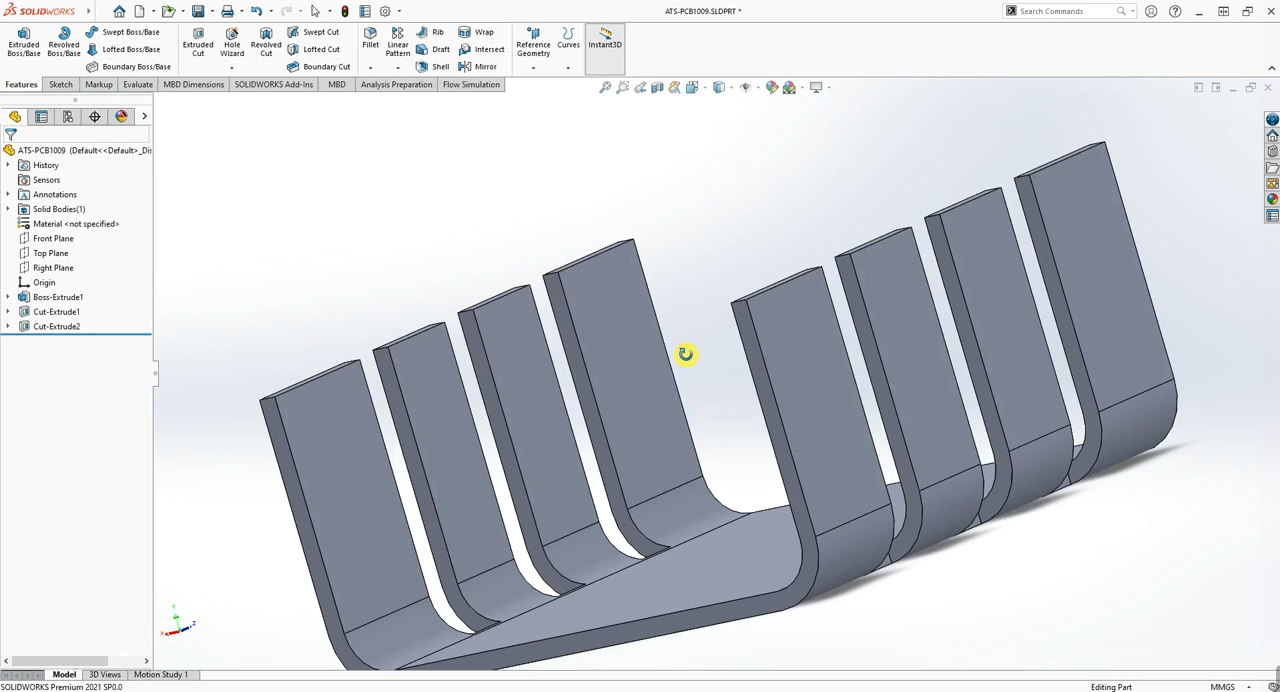 SOLIDWORKS
ATS-PCB1009.SLDPRT *
Search Commands
Extruded Boss/Base
Revolved Boss/Base
Swept Boss/Base
Lofted Boss/Base
Boundary Boss/Base
Extruded Cut
Hole Wizard
Revolved Cut
Swept Cut
Lofted Cut
Boundary Cut
Fillet
Linear Pattern
Rib
Draft
Shell
Wrap
Intersect
Mirror
Reference Geometry
Curves
Instant3D
Features
Sketch
Markup
Evaluate
MBD Dimensions
SOLIDWORKS Add-Ins
MBD
Analysis Preparation
Flow Simulation
ATS-PCB1009 (Default<<Default>_Dis
History
Sensors
Annotations
Solid Bodies(1)
Material <not specified>
Front Plane
Top Plane
Right Plane
Origin
Boss-Extrude1
Cut-Extrude1
Cut-Extrude2
Y
X
Z
Model
3D Views
Motion Study 1
SOLIDWORKS Premium 2021 SP0.0
Editing Part
MMGS